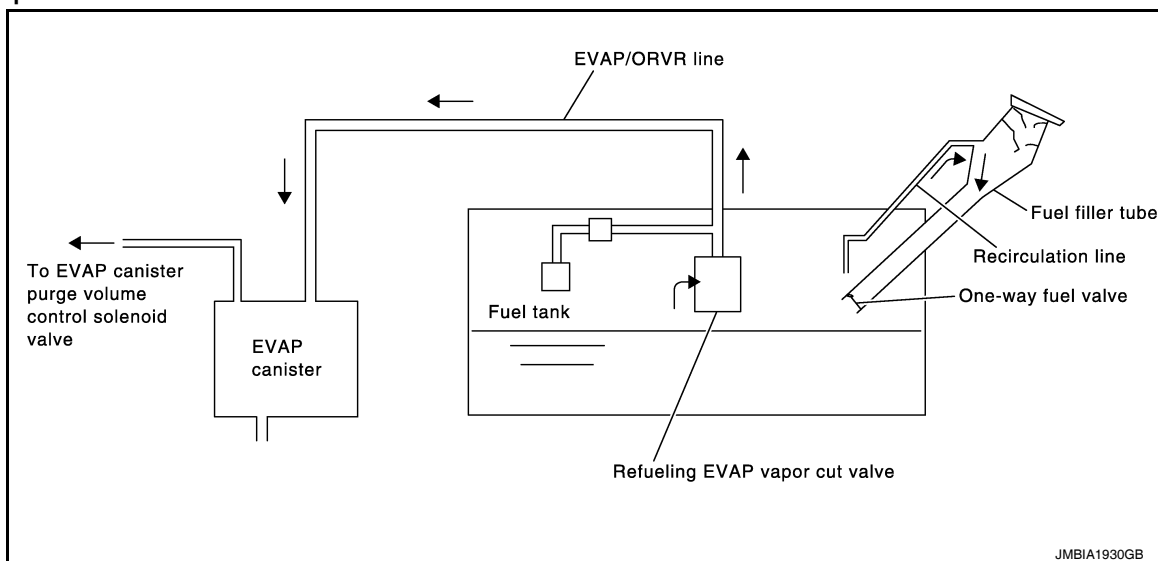 EVAP/ORVR line
Fuel filler tube
Recirculation line
One-way fuel valve
To EVAP canister
purge volume
control solenoid
valve
Fuel tank
EVAP
canister
Refueling EVAP vapor cut valve
JMBIA1930GB